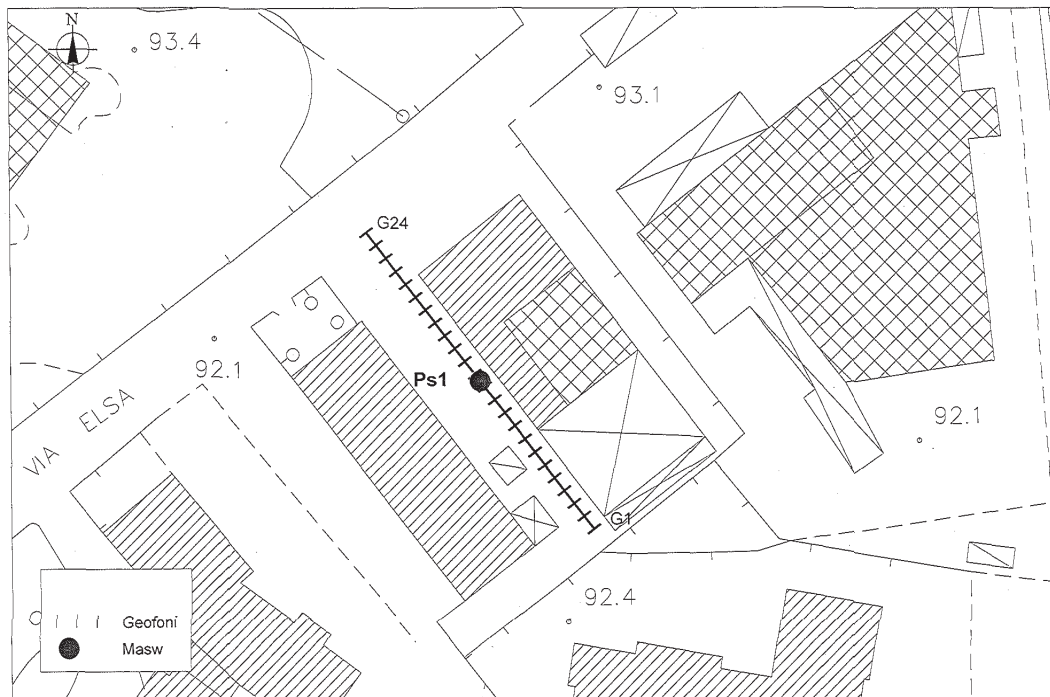 N
93.4
93.1
G24
92.1
Ps1
VIA ELSA
92.1
G1
92.4
Geofoni
Masw